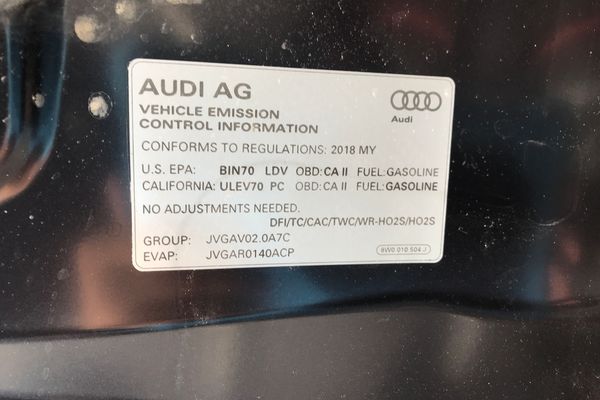 AUDI AG
Audi
VEHICLE EMISSION
CONTROL INFORMATION
CONFORMS TO REGULATIONS: 2018 MY
U.S. EPA: BIN70 LDV OBD: CA II FUEL: GASOLINE
CALIFORNIA: ULEV70 PC OBD: CA II FUEL: GASOLINE
NO ADJUSTMENTS NEEDED.
DFI/TC/CAC/TWC/WR-HO2S/HO2S
GROUP: JVGAV02.0A7C
EVAP: JVGAR0140ACP
8W0 010 504 J